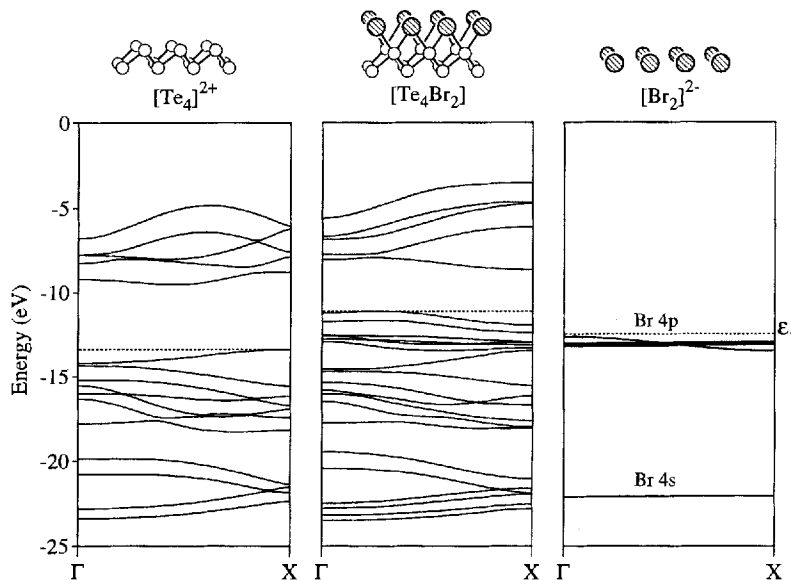 [Te4]2+
[Te4Br2]
[Br2]2-
Energy (eV)
0
-5
-10
-15
-20
-25
Br 4p
Br 4s
ε
Γ
X
Γ
X
Γ
X